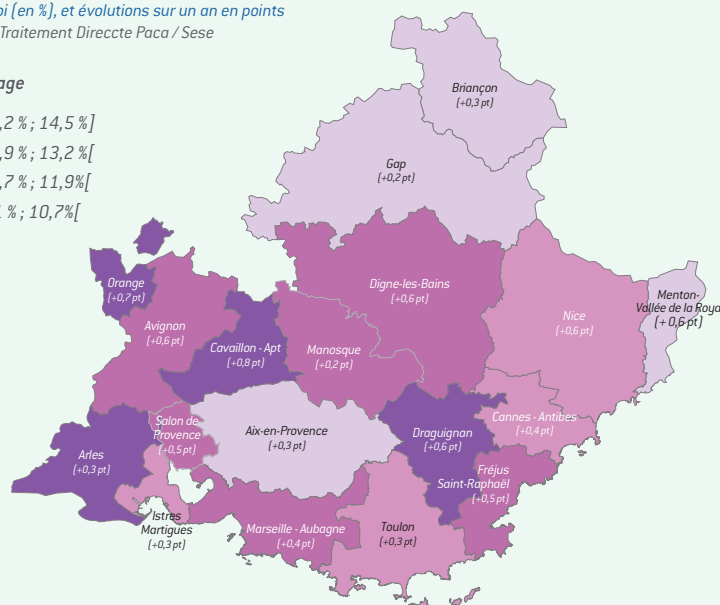 oi (en %), et évolutions sur un an en points
Traitement Direccte Paca / Sese
age
,2 % ; 14,5 %]
,9 % ; 13,2 %[
,7 % ; 11,9%[
% ; 10,7%[
Briançon
(+0,3 pt)
Gap
(+0,2 pt)
Orange
(+0,7 pt)
Digne-les-Bains
(+0,6 pt)
Menton-
Vallée de la Roya
(+ 0,6 pt)
Nice
(+0,6 pt)
Avignon
(+0,6 pt)
Cavaillon - Apt
(+0,8 pt)
Manosque
(+0,2 pt)
Cannes - Antibes
(+0,4 pt)
Salon de
Provence
(+0,5 pt)
Aix-en-Provence
(+0,3 pt)
Draguignan
(+0,6 pt)
Arles
(+0,3 pt)
Fréjus
Saint-Raphaël
(+0,5 pt)
Istres
Martigues
(+0,3 pt)
Marseille - Aubagne
(+0,4 pt)
Toulon
(+0,3 pt)